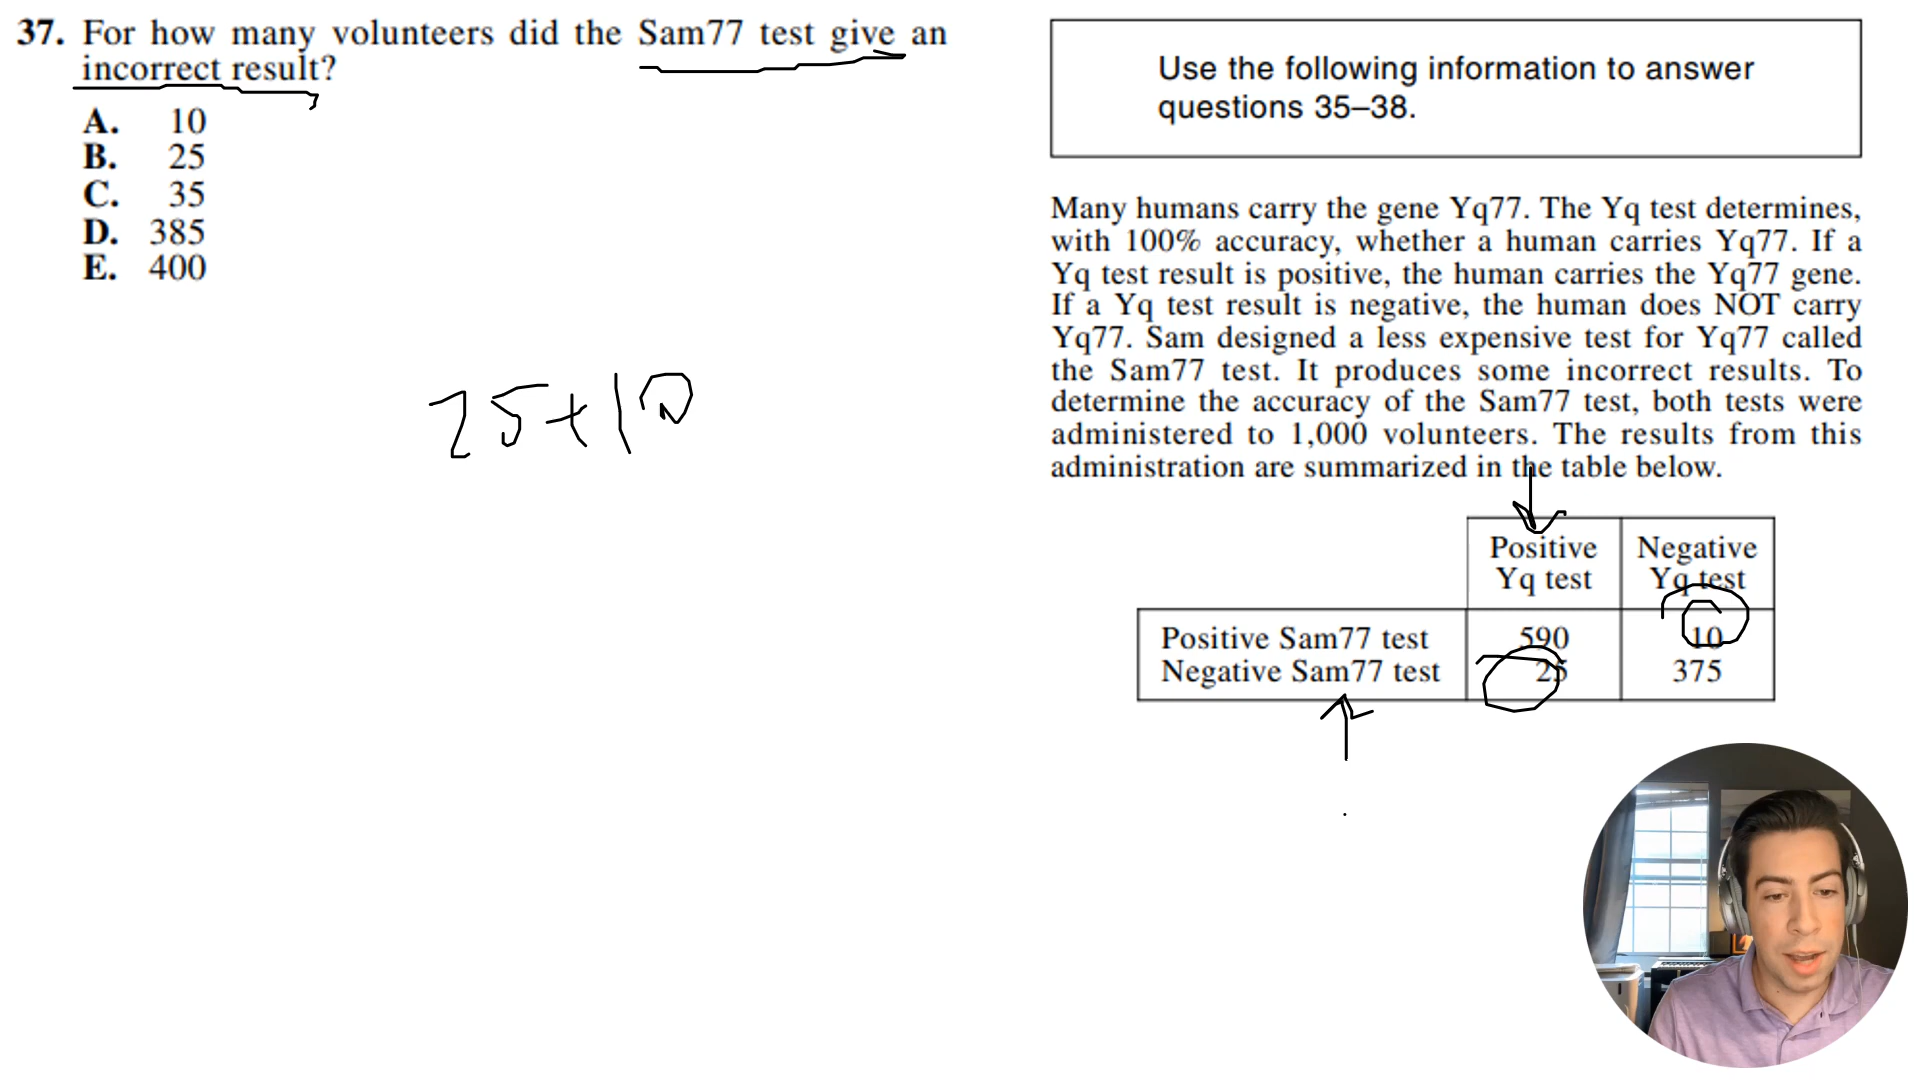 37. For how many volunteers did the Sam77 test give an
incorrect result?
A. 10
B. 25
C. 35
D. 385
E. 400
25+10
Use the following information to answer
questions 35–38.
Many humans carry the gene Yq77. The Yq test determines,
with 100% accuracy, whether a human carries Yq77. If a
Yq test result is positive, the human carries the Yq77 gene.
If a Yq test result is negative, the human does NOT carry
Yq77. Sam designed a less expensive test for Yq77 called
the Sam77 test. It produces some incorrect results. To
determine the accuracy of the Sam77 test, both tests were
administered to 1,000 volunteers. The results from this
administration are summarized in the table below.
Positive Negative
Yq test Yq test
Positive Sam77 test 590 10
Negative Sam77 test 25 375